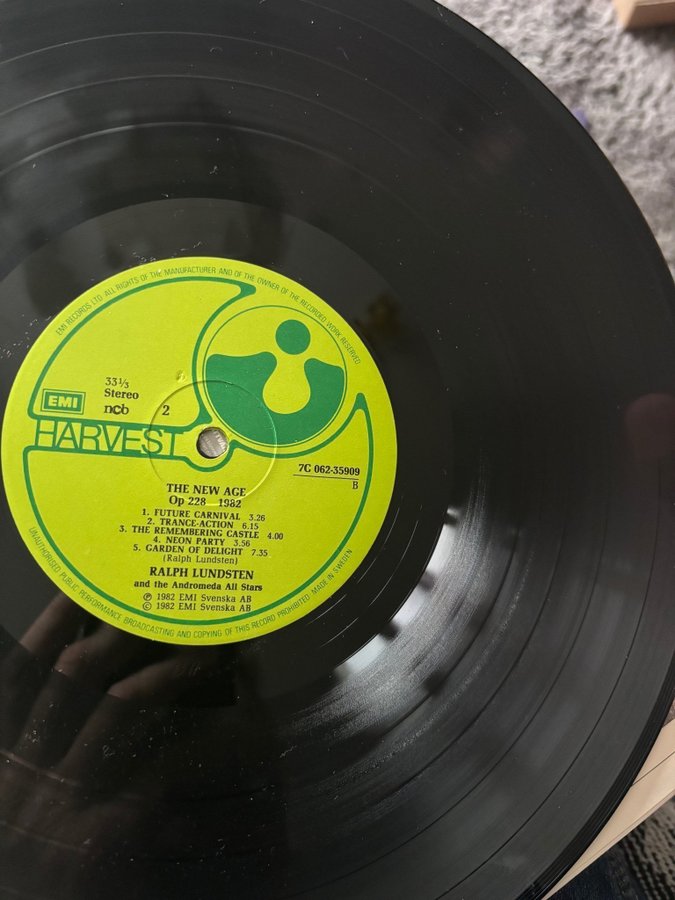 EMI RECORDS LTD. ALL RIGHTS OF THE MANUFACTURER AND OF THE OWNER OF THE RECORDED WORK RESERVED
33⅓
Stereo
EMI
ncb
2
HARVEST
7C 062-35909
B
THE NEW AGE
Op 228 1982
1. FUTURE CARNIVAL 3.26
2. TRANCE-ACTION 6.15
3. THE REMEMBERING CASTLE 4.00
4. NEON PARTY 3.56
5. GARDEN OF DELIGHT 7.35
(Ralph Lundsten)
RALPH LUNDSTEN
and the Andromeda All Stars
℗ 1982 EMI Svenska AB
© 1982 EMI Svenska AB
UNAUTHORISED PUBLIC PERFORMANCE BROADCASTING AND COPYING OF THIS RECORD PROHIBITED MADE IN SWEDEN